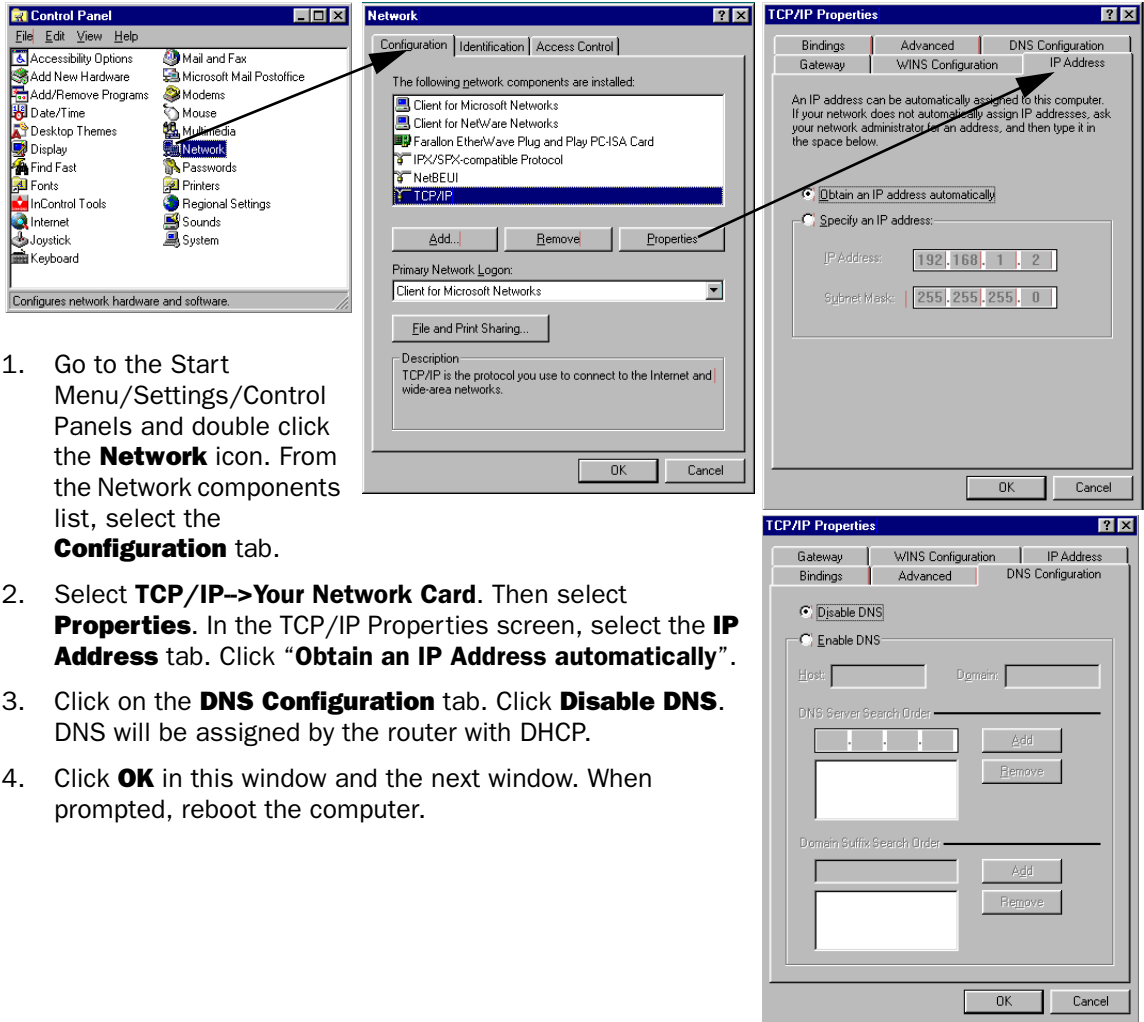 Control Panel
File Edit View Help
Accessibility Options
Add New Hardware
Add/Remove Programs
Date/Time
Desktop Themes
Display
Find Fast
Fonts
InControl Tools
Internet
Joystick
Keyboard
Mail and Fax
Microsoft Mail Postoffice
Modems
Mouse
Multimedia
Network
Passwords
Printers
Regional Settings
Sounds
System
Configures network hardware and software.
Network
Configuration Identification Access Control
The following network components are installed:
Client for Microsoft Networks
Client for NetWare Networks
Farallon EtherWave Plug and Play PC-ISA Card
IPX/SPX-compatible Protocol
NetBEUI
TCP/IP
Add... Remove Properties
Primary Network Logon:
Client for Microsoft Networks
File and Print Sharing...
Description
TCP/IP is the protocol you use to connect to the Internet and
wide-area networks.
OK Cancel
TCP/IP Properties
Bindings Advanced DNS Configuration
Gateway WINS Configuration IP Address
An IP address can be automatically assigned to this computer.
If your network does not automatically assign IP addresses, ask
your network administrator for an address, and then type it in
the space below.
Obtain an IP address automatically
Specify an IP address:
IP Address: 192.168.1.2
Subnet Mask: 255.255.255.0
OK Cancel
1. Go to the Start
Menu/Settings/Control
Panels and double click
the Network icon. From
the Network components
list, select the
Configuration tab.
2. Select TCP/IP-->Your Network Card. Then select
Properties. In the TCP/IP Properties screen, select the IP
Address tab. Click “Obtain an IP Address automatically”.
3. Click on the DNS Configuration tab. Click Disable DNS.
DNS will be assigned by the router with DHCP.
4. Click OK in this window and the next window. When
prompted, reboot the computer.
TCP/IP Properties
Gateway WINS Configuration IP Address
Bindings Advanced DNS Configuration
Disable DNS
Enable DNS
Host: Domain:
DNS Server Search Order
. . .
Add
Remove
Domain Suffix Search Order
Add
Remove
OK Cancel